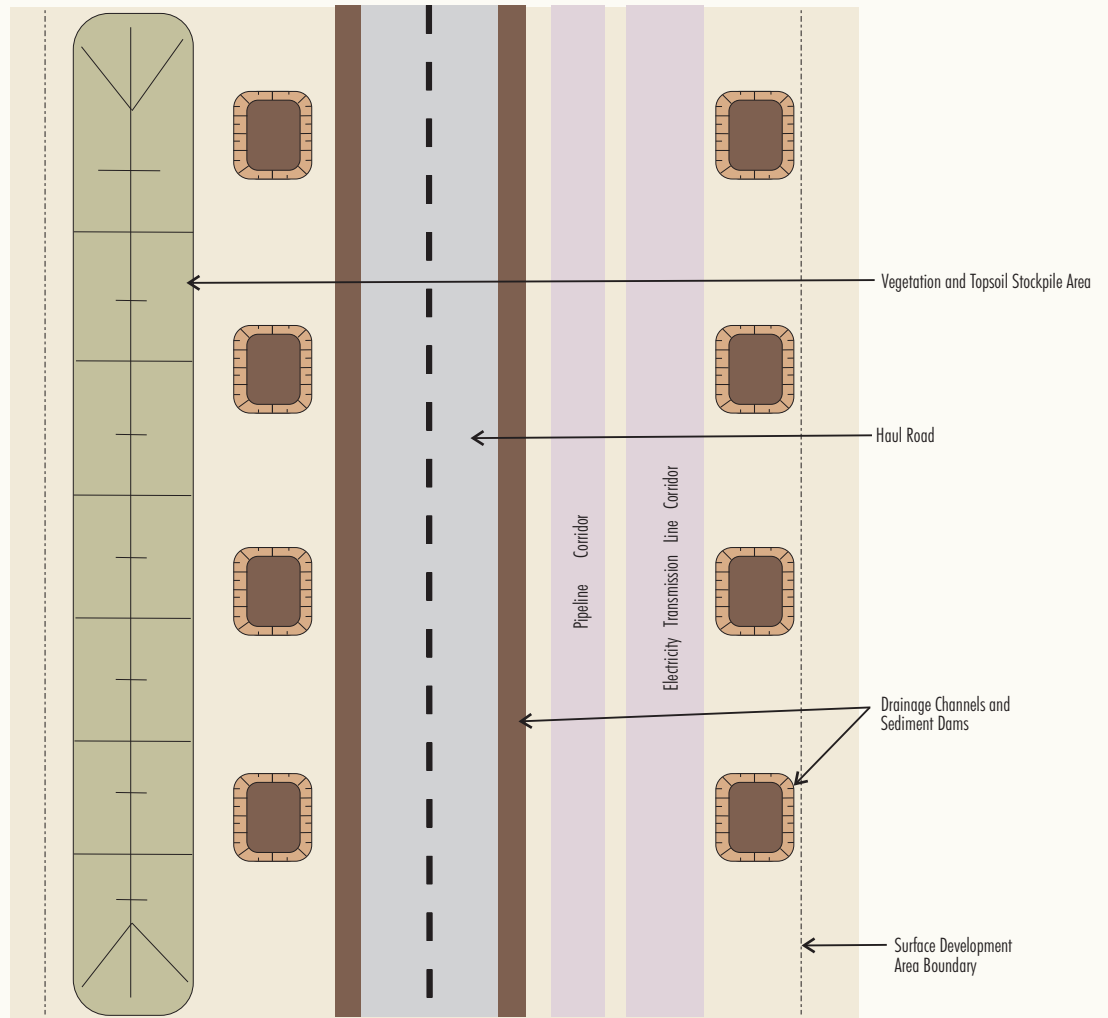 Vegetation and Topsoil Stockpile Area
Haul Road
Pipeline Corridor
Electricity Transmission Line Corridor
Drainage Channels and
Sediment Dams
Surface Development
Area Boundary